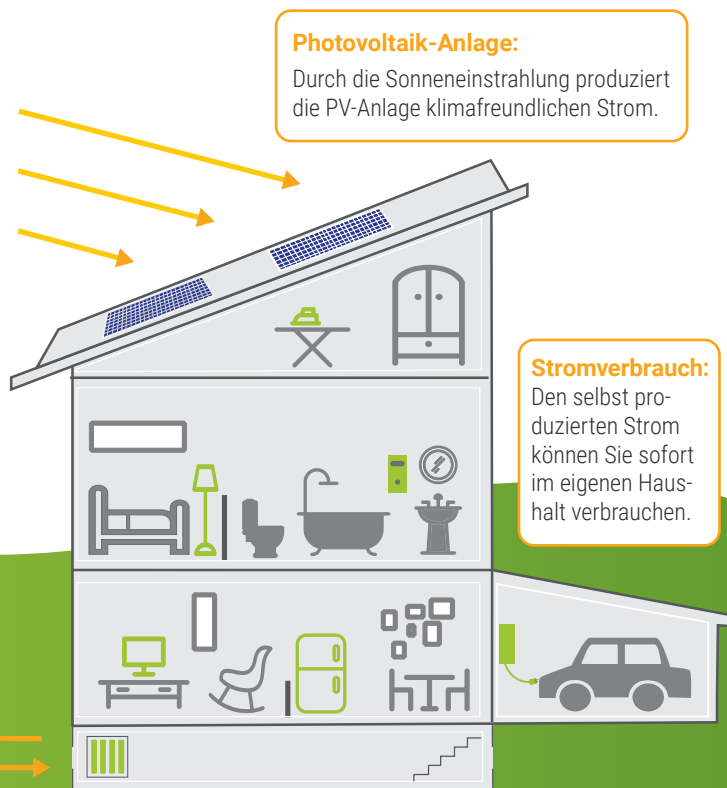 Photovoltaik-Anlage:
Durch die Sonneneinstrahlung produziert
die PV-Anlage klimafreundlichen Strom.
Stromverbrauch:
Den selbst pro-
duzierten Strom
können Sie sofort
im eigenen Haus-
halt verbrauchen.